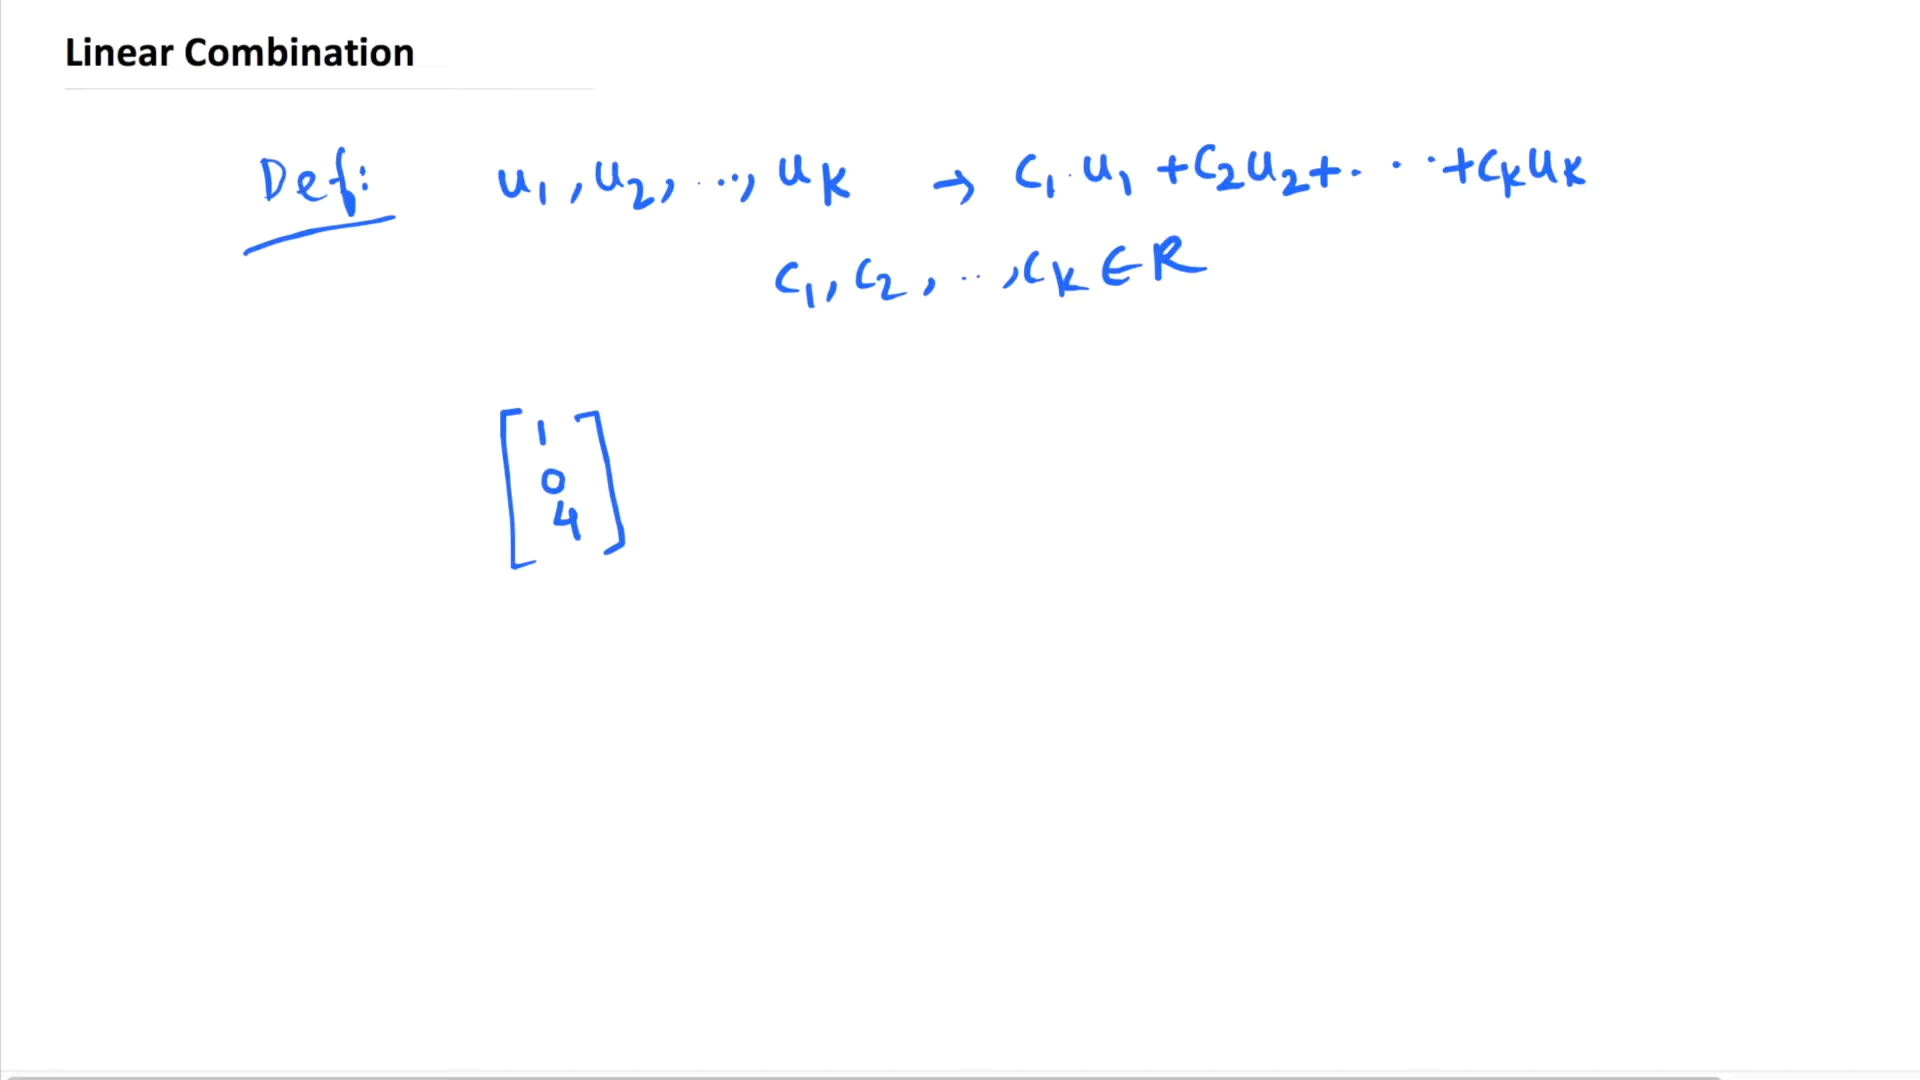 Linear Combination
Def: u1, u2, ..., uk → c1·u1 + c2u2 + ... + ckuk
c1, c2, ..., ck ∈ R
1
0
4